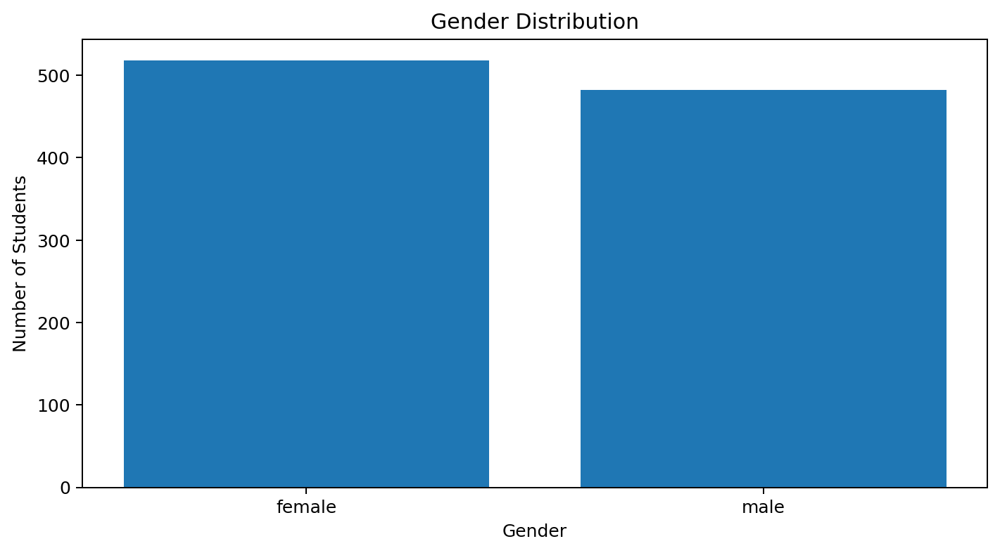 Gender Distribution
Number of Students
500
400
300
200
100
0
female
male
Gender